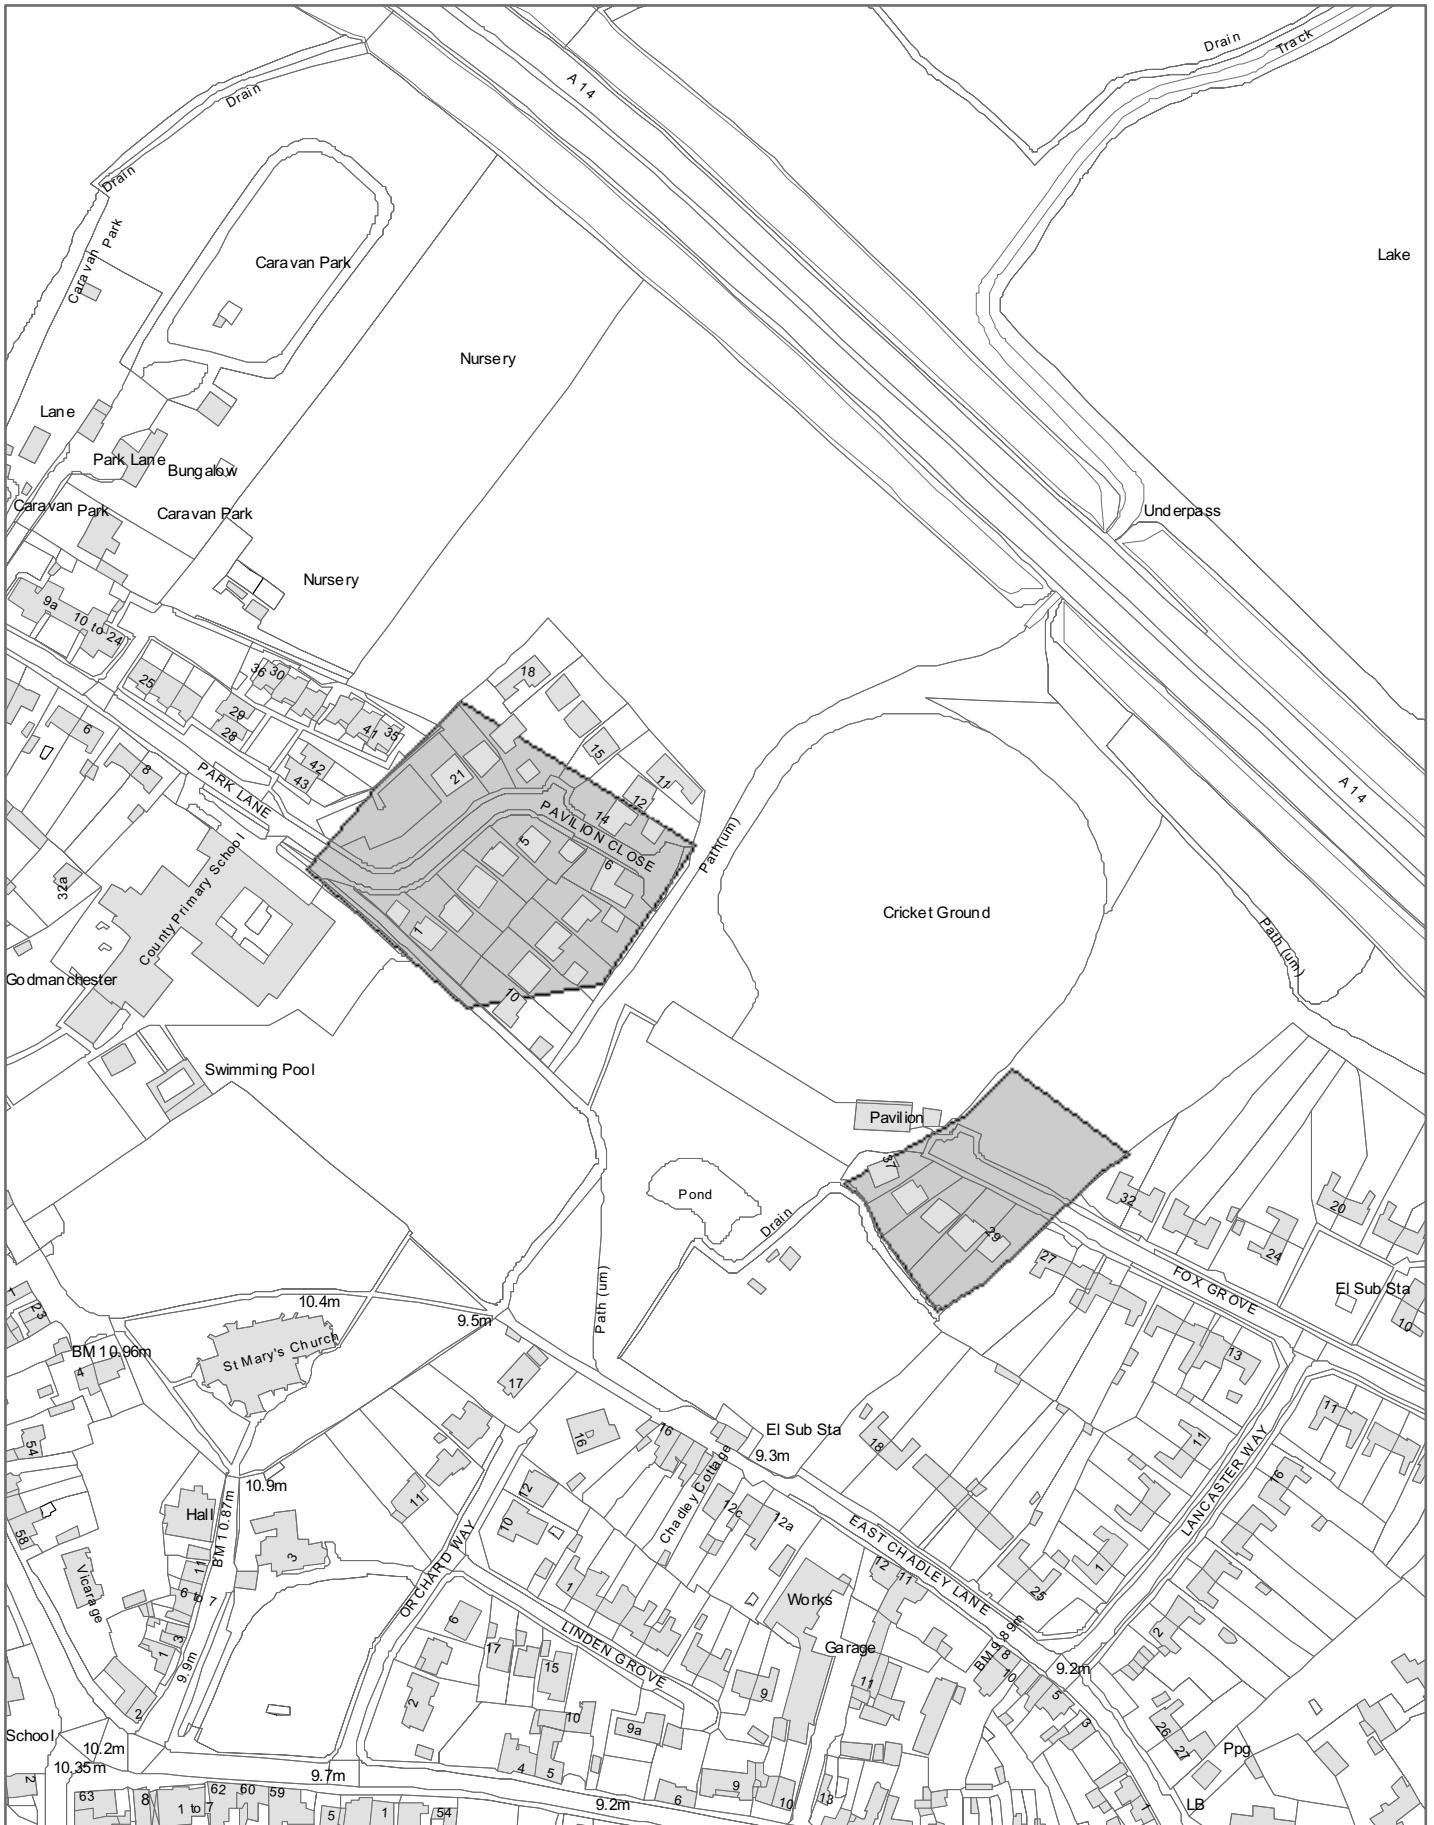 Drain
Track
A 14
Drain
Drain
Caravan Park
Caravan Park
Lake
Nursery
Lane
Park Lane
Bungalow
Caravan Park
Caravan Park
Underpass
Nursery
9a
10 to 24
18
25
36
30
29
28
41
35
6
8
42
43
15
11
12
14
21
PARK LANE
PAVILION CLOSE
A 14
5
6
Path(um)
32a
County Primary School
1
Cricket Ground
Path (um)
Godmanchester
10
Swimming Pool
Pavilion
37
Pond
32
20
Drain
29
24
27
FOX GROVE
El Sub Sta
10
Path (um)
1
23
10.4m
9.5m
St Mary's Church
BM 10.96m
4
13
17
11
16
16
El Sub Sta
18
9.3m
11
54
10.9m
LANCASTER WAY
16
Hall
BM 10.87m
11
12
10
Chadley Cottage
12c
12a
58
ORCHARD WAY
EAST CHADLEY LANE
3
Vicarage
11
6 to 7
1
12
11
25
1
Works
3
1
6
LINDEN GROVE
17
15
Garage
BM 9.89m
8
10
2
9.9m
9.2m
2
9
11
5
2
10
9a
3
26
27
School
10.2m
Ppg
10.35m
9.7m
4
5
9
2
63
8
1 to 7
62
60
59
5
1
54
9.2m
6
10
13
1
LB